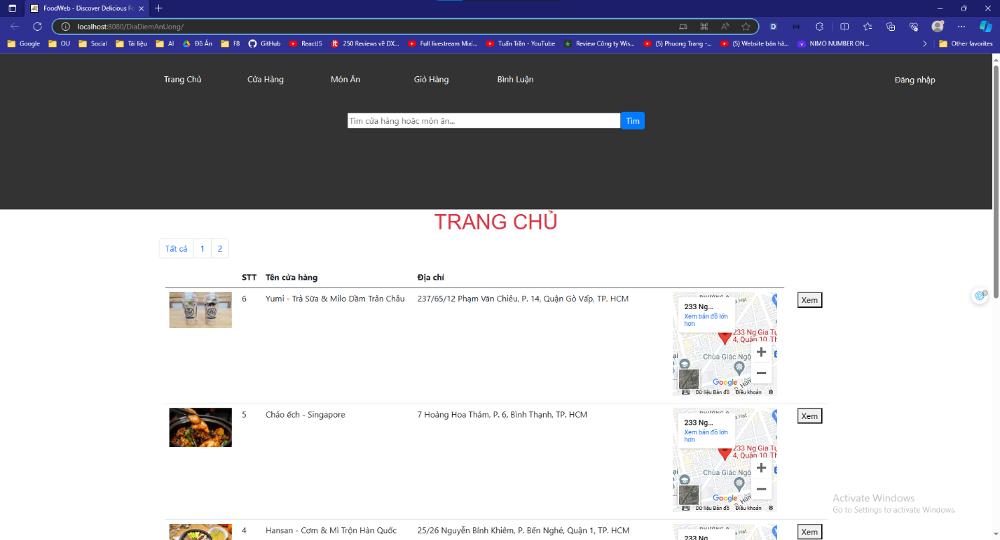 FoodWeb - Discover Delicious Fo
localhost:8080/DiaDiemAnUong/
Google OU Social Tài liệu AI Đồ Án F8 GitHub ReactJS 250 Reviews về DX... Full livestream Mixi... Tuấn Trần - YouTube Review Công ty Wis... (5) Phuong Trang -... (5) Website bán hà... NIMO NUMBER ON... Other favorites
Trang Chủ Cửa Hàng Món Ăn Giỏ Hàng Bình Luận Đăng nhập
Tìm cửa hàng hoặc món ăn... Tìm
TRANG CHỦ
Tất cả 1 2
STT Tên cửa hàng Địa chỉ
6 Yumi - Trà Sữa & Milo Dầm Trân Châu 237/65/12 Phạm Văn Chiêu, P. 14, Quận Gò Vấp, TP. HCM Xem
233 Ng...
Xem bản đồ lớn
hơn
233 Ng Gia Tự
4, Quận 10, Th
Chùa Giác Ngộ
Google
Dữ liệu Bản đồ Điều khoản
5 Cháo ếch - Singapore 7 Hoàng Hoa Thám, P. 6, Bình Thạnh, TP. HCM Xem
233 Ng...
Xem bản đồ lớn
hơn
233 Ng Gia Tự
4, Quận 10, Th
Chùa Giác Ngộ
Google
Dữ liệu Bản đồ Điều khoản
Activate Windows
Go to Settings to activate Windows.
4 Hansan - Cơm & Mì Trộn Hàn Quốc 25/26 Nguyễn Bỉnh Khiêm, P. Bến Nghé, Quận 1, TP. HCM Xem
233 Ng